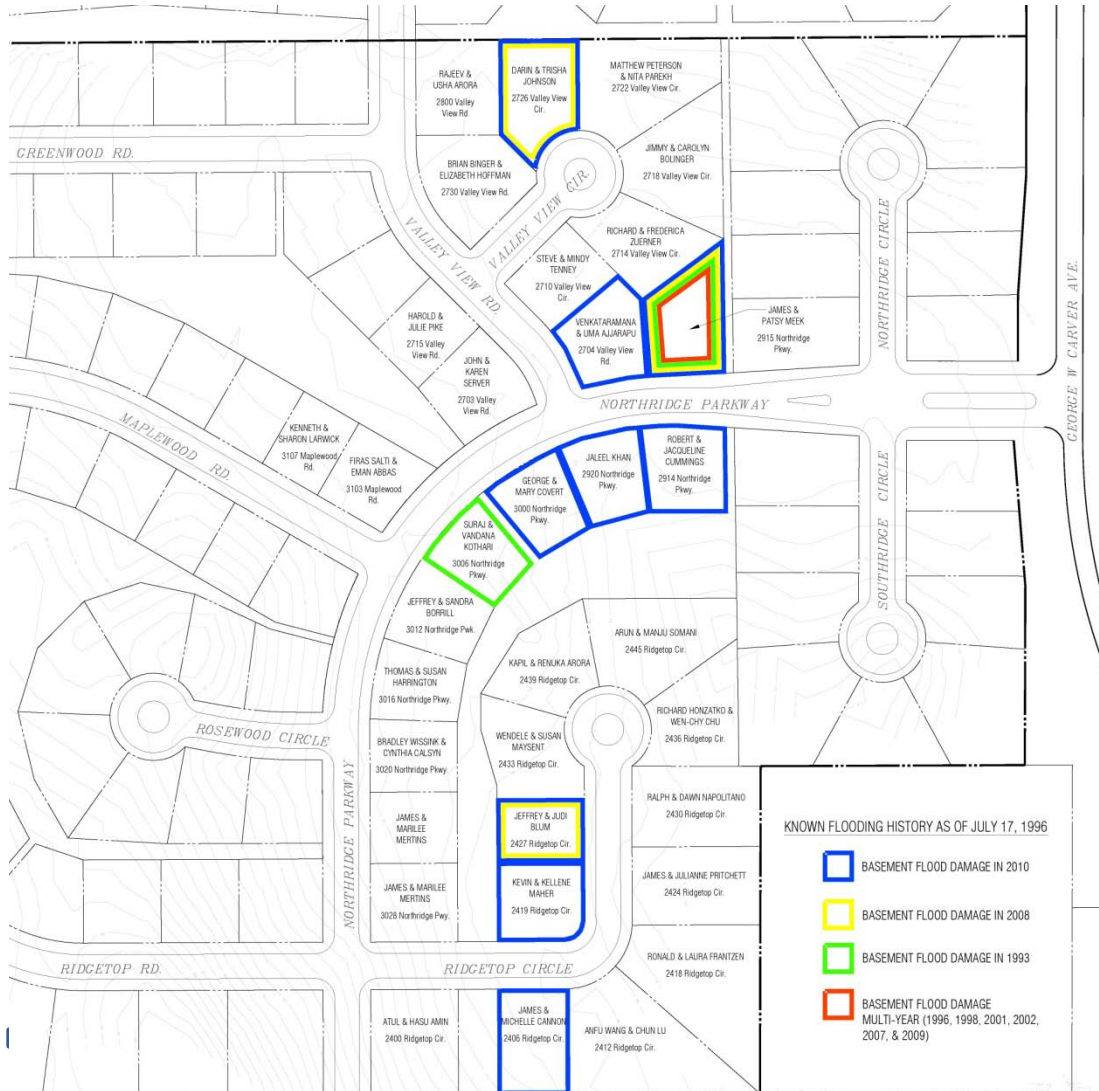 RAJEEV &
USHA ARORA
2800 Valley
View Rd.
DARIN & TRISHA
JOHNSON
2726 Valley View
Cir.
MATTHEW PETERSON
& NITA PAREKH
2722 Valley View Cir.
GREENWOOD RD.
BRIAN BINGER &
ELIZABETH HOFFMAN
2730 Valley View Rd.
JIMMY & CAROLYN
BOLINGER
2718 Valley View Cir.
VALLEY VIEW CIR.
VALLEY VIEW RD.
NORTHRIDGE CIRCLE
GEORGE W CARVER AVE.
RICHARD & FREDERICA
ZUERNER
2714 Valley View Cir.
STEVE & MINDY
TENNEY
2710 Valley View
Cir.
HAROLD &
JULIE PIKE
2715 Valley
View Rd.
VENKATARAMANA
& UMA AJJARAPU
2704 Valley View
Rd.
JAMES &
PATSY MEEK
2915 Northridge
Pkwy.
JOHN &
KAREN
SERVER
2703 Valley
View Rd.
NORTHRIDGE PARKWAY
MAPLEWOOD RD.
KENNETH &
SHARON LARWICK
3107 Maplewood
Rd.
FIRAS SALTI &
EMAN ABBAS
3103 Maplewood
Rd.
GEORGE &
MARY COVERT
3000 Northridge
Pkwy.
JALEEL KHAN
2920 Northridge
Pkwy.
ROBERT &
JACQUELINE
CUMMINGS
2914 Northridge
Pkwy.
SOUTHRIDGE CIRCLE
SURAJ &
VANDANA
KOTHARI
3006 Northridge
Pkwy.
JEFFREY & SANDRA
BORRILL
3012 Northridge Pwk.
KAPIL & RENUKA ARORA
2439 Ridgetop Cir.
ARUN & MANJU SOMANI
2445 Ridgetop Cir.
THOMAS & SUSAN
HARRINGTON
3016 Northridge Pkwy.
RICHARD HONZATKO &
WEN-CHY CHU
2436 Ridgetop Cir.
ROSEWOOD CIRCLE
BRADLEY WISSINK &
CYNTHIA CALSYN
3020 Northridge Pkwy.
WENDELE & SUSAN
MAYSENT
2433 Ridgetop Cir.
NORTHRIDGE PARKWAY
JAMES &
MARILEE
MERTINS
JEFFREY & JUDI
BLUM
2427 Ridgetop Cir.
RALPH & DAWN NAPOLITANO
2430 Ridgetop Cir.
JAMES & MARILEE
MERTINS
3028 Northridge Pwy.
KEVIN & KELLENE
MAHER
2419 Ridgetop Cir.
JAMES & JULIANNE PRITCHETT
2424 Ridgetop Cir.
RIDGETOP RD.
RIDGETOP CIRCLE
RONALD & LAURA FRANTZEN
2418 Ridgetop Cir.
ATUL & HASU AMIN
2400 Ridgetop Cir.
JAMES &
MICHELLE CANNON
2406 Ridgetop Cir.
ANFU WANG & CHUN LU
2412 Ridgetop Cir.
KNOWN FLOODING HISTORY AS OF JULY 17, 1996
BASEMENT FLOOD DAMAGE IN 2010
BASEMENT FLOOD DAMAGE IN 2008
BASEMENT FLOOD DAMAGE IN 1993
BASEMENT FLOOD DAMAGE
MULTI-YEAR (1996, 1998, 2001, 2002,
2007, & 2009)